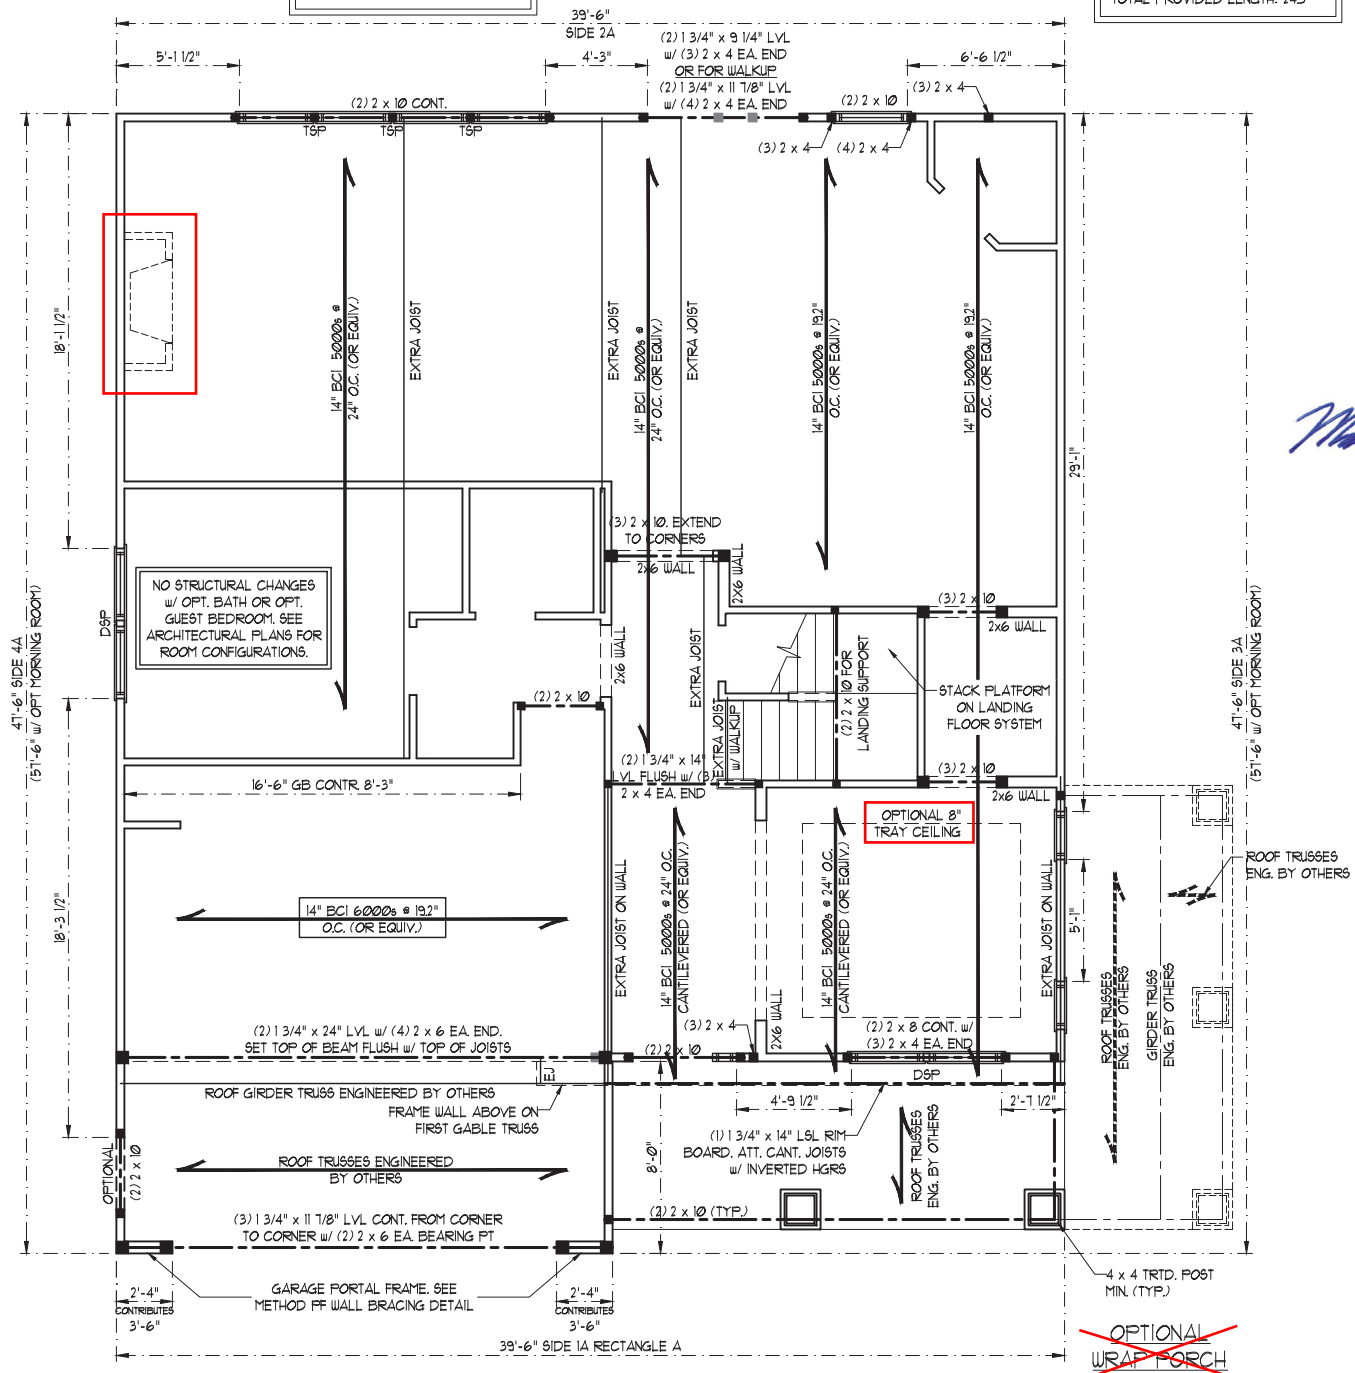 TOTAL PROVIDED LENGTH: 245"
39'-6"
SIDE 2A
5'-1 1/2"
4'-3"
(2) 1 3/4" x 9 1/4" LVL
w/ (3) 2 x 4 EA. END
OR FOR WALKUP
(2) 1 3/4" x 11 7/8" LVL
w/ (4) 2 x 4 EA. END
6'-6 1/2"
(3) 2 x 4
(2) 2 x 10 CONT.
(2) 2 x 10
TSP
TSP
TSP
(3) 2 x 4
(4) 2 x 4
18'-1 1/2"
14" BCI 5000s @
24" O.C. (OR EQUIV.)
EXTRA JOIST
EXTRA JOIST
14" BCI 5000s @
24" O.C. (OR EQUIV.)
EXTRA JOIST
14" BCI 5000s @ 19.2"
O.C. (OR EQUIV.)
14" BCI 5000s @ 19.2"
O.C. (OR EQUIV.)
29'-1"
(3) 2 x 10. EXTEND
TO CORNERS
2x6 WALL
2x6 WALL
NO STRUCTURAL CHANGES
w/ OPT. BATH OR OPT.
GUEST BEDROOM. SEE
ARCHITECTURAL PLANS FOR
ROOM CONFIGURATIONS.
DSP
47'-6" SIDE 4A
(57'-6" w/ OPT MORNING ROOM)
47'-6" SIDE 3A
(57'-6" w/ OPT MORNING ROOM)
(3) 2 x 10
2x6 WALL
2x6 WALL
EXTRA JOIST
(2) 2 x 10
(2) 2 x 10 FOR
LANDING SUPPORT
STACK PLATFORM
ON LANDING
FLOOR SYSTEM
EXTRA JOIST
w/ WALKUP
(2) 1 3/4" x 14"
LVL FLUSH w/ (3)
2 x 4 EA. END
(3) 2 x 10
2x6 WALL
16'-6" GB CONTR. 8'-3"
OPTIONAL 8"
TRAY CEILING
ROOF TRUSSES
ENG. BY OTHERS
18'-3 1/2"
14" BCI 6000s @ 19.2"
O.C. (OR EQUIV.)
EXTRA JOIST ON WALL
14" BCI 5000s @ 24" O.C.
CANTILEVERED (OR EQUIV.)
14" BCI 5000s @ 24" O.C.
CANTILEVERED (OR EQUIV.)
EXTRA JOIST ON WALL
5'-1"
ROOF TRUSSES
ENG. BY OTHERS
GIRDER TRUSS
ENG. BY OTHERS
(2) 1 3/4" x 24" LVL w/ (4) 2 x 6 EA. END.
SET TOP OF BEAM FLUSH w/ TOP OF JOISTS
(3) 2 x 4
(2) 2 x 10
2X6 WALL
(2) 2 x 8 CONT. w/
(3) 2 x 4 EA. END
DSP
EJ
ROOF GIRDER TRUSS ENGINEERED BY OTHERS
FRAME WALL ABOVE ON
FIRST GABLE TRUSS
4'-9 1/2"
2'-7 1/2"
(1) 1 3/4" x 14" LSL RIM
BOARD. ATT. CANT. JOISTS
w/ INVERTED HGRS
8'-0"
ROOF TRUSSES
ENG. BY OTHERS
OPTIONAL
(2) 2 x 10
ROOF TRUSSES ENGINEERED
BY OTHERS
(3) 1 3/4" x 11 7/8" LVL CONT. FROM CORNER
TO CORNER w/ (2) 2 x 6 EA. BEARING PT
(2) 2 x 10 (TYP.)
2'-4"
CONTRIBUTES
3'-6"
GARAGE PORTAL FRAME. SEE
METHOD PF WALL BRACING DETAIL
2'-4"
CONTRIBUTES
3'-6"
4 x 4 TRTD. POST
MIN. (TYP.)
39'-6" SIDE 1A RECTANGLE A
OPTIONAL
WRAP PORCH